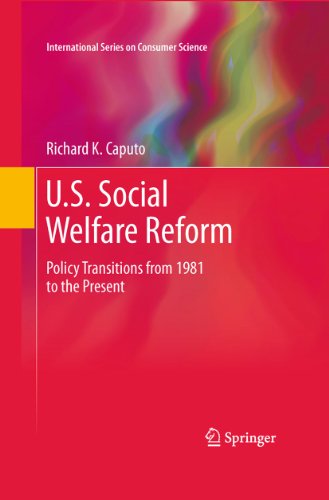 International Series on Consumer Science
Richard K. Caputo
U.S. Social
Welfare Reform
Policy Transitions from 1981
to the Present
Springer